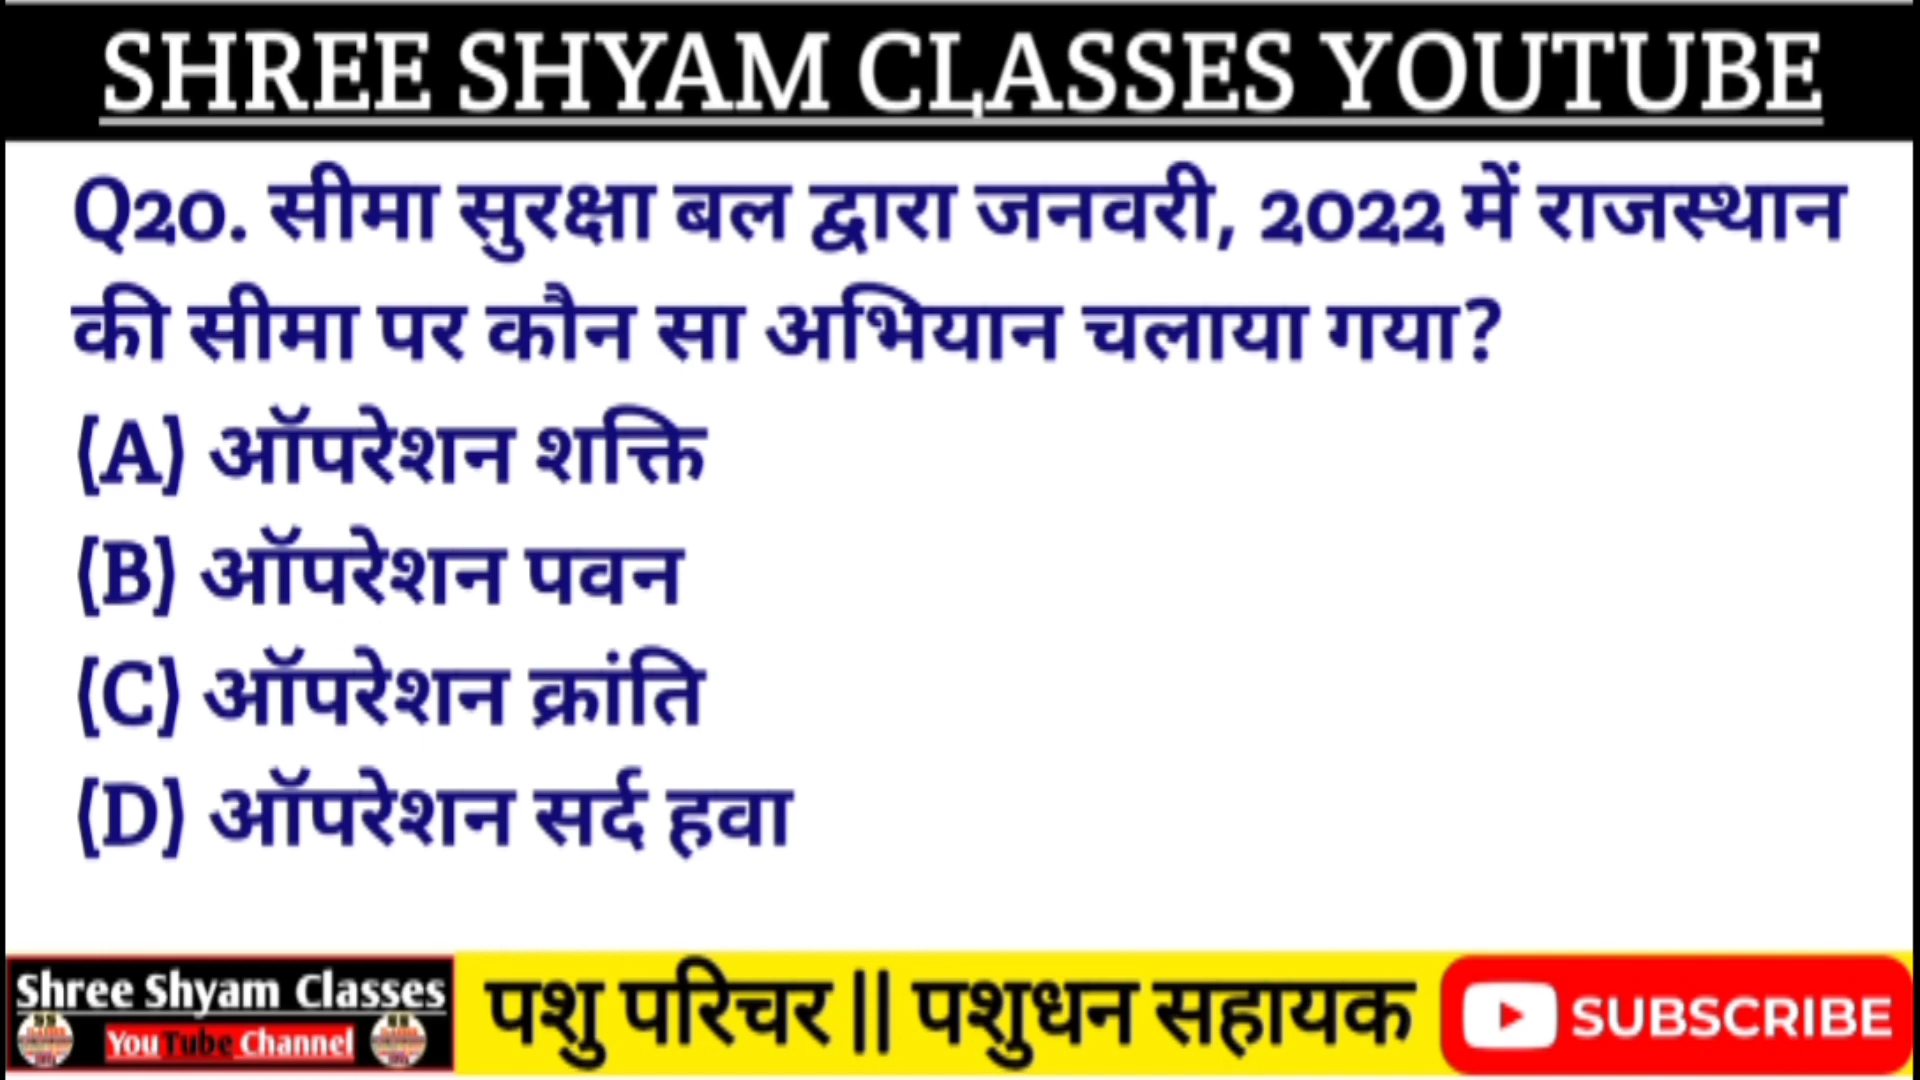 SHREE SHYAM CLASSES YOUTUBE
Q20. सीमा सुरक्षा बल द्वारा जनवरी, 2022 में राजस्थान
की सीमा पर कौन सा अभियान चलाया गया?
(A) ऑपरेशन शक्ति
(B) ऑपरेशन पवन
(C) ऑपरेशन क्रांति
(D) ऑपरेशन सर्द हवा
Shree Shyam Classes
YouTube Channel
पशु परिचर || पशुधन सहायक
SUBSCRIBE